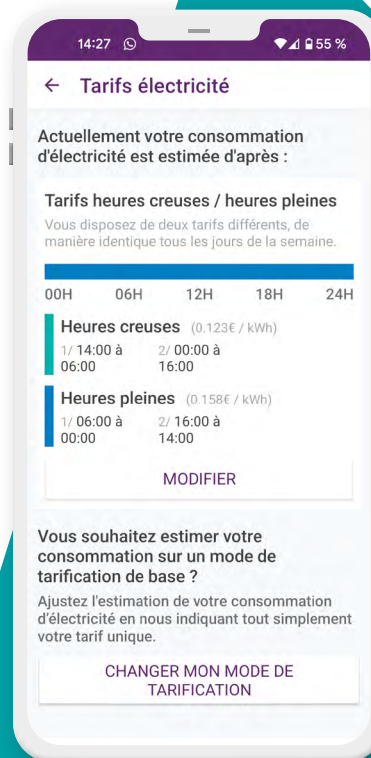 14:27 55 %
← Tarifs électricité
Actuellement votre consommation
d'électricité est estimée d'après :
Tarifs heures creuses / heures pleines
Vous disposez de deux tarifs différents, de
manière identique tous les jours de la semaine.
00H 06H 12H 18H 24H
Heures creuses (0.123€ / kWh)
1/ 14:00 à 2/ 00:00 à
06:00 16:00
Heures pleines (0.158€ / kWh)
1/ 06:00 à 2/ 16:00 à
00:00 14:00
MODIFIER
Vous souhaitez estimer votre
consommation sur un mode de
tarification de base ?
Ajustez l'estimation de votre consommation
d'électricité en nous indiquant tout simplement
votre tarif unique.
CHANGER MON MODE DE
TARIFICATION